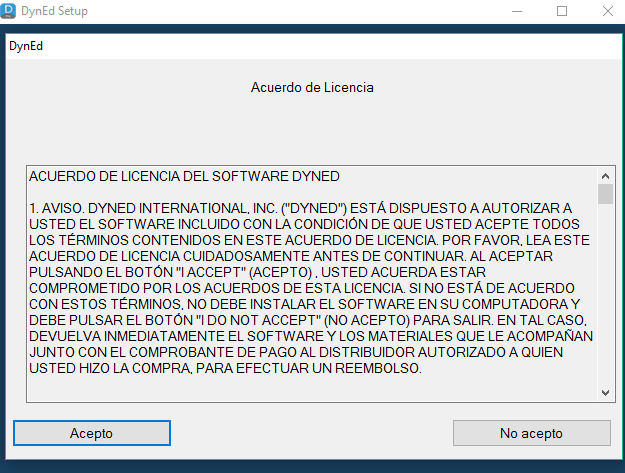 DynEd Setup
DynEd
Acuerdo de Licencia
ACUERDO DE LICENCIA DEL SOFTWARE DYNED
1. AVISO. DYNED INTERNATIONAL, INC. ("DYNED") ESTÁ DISPUESTO A AUTORIZAR A
USTED EL SOFTWARE INCLUIDO CON LA CONDICIÓN DE QUE USTED ACEPTE TODOS
LOS TÉRMINOS CONTENIDOS EN ESTE ACUERDO DE LICENCIA. POR FAVOR, LEA ESTE
ACUERDO DE LICENCIA CUIDADOSAMENTE ANTES DE CONTINUAR. AL ACEPTAR
PULSANDO EL BOTÓN "I ACCEPT" (ACEPTO) , USTED ACUERDA ESTAR
COMPROMETIDO POR LOS ACUERDOS DE ESTA LICENCIA. SI NO ESTÁ DE ACUERDO
CON ESTOS TÉRMINOS, NO DEBE INSTALAR EL SOFTWARE EN SU COMPUTADORA Y
DEBE PULSAR EL BOTÓN "I DO NOT ACCEPT" (NO ACEPTO) PARA SALIR. EN TAL CASO,
DEVUELVA INMEDIATAMENTE EL SOFTWARE Y LOS MATERIALES QUE LE ACOMPAÑAN
JUNTO CON EL COMPROBANTE DE PAGO AL DISTRIBUIDOR AUTORIZADO A QUIEN
USTED HIZO LA COMPRA, PARA EFECTUAR UN REEMBOLSO.
Acepto
No acepto